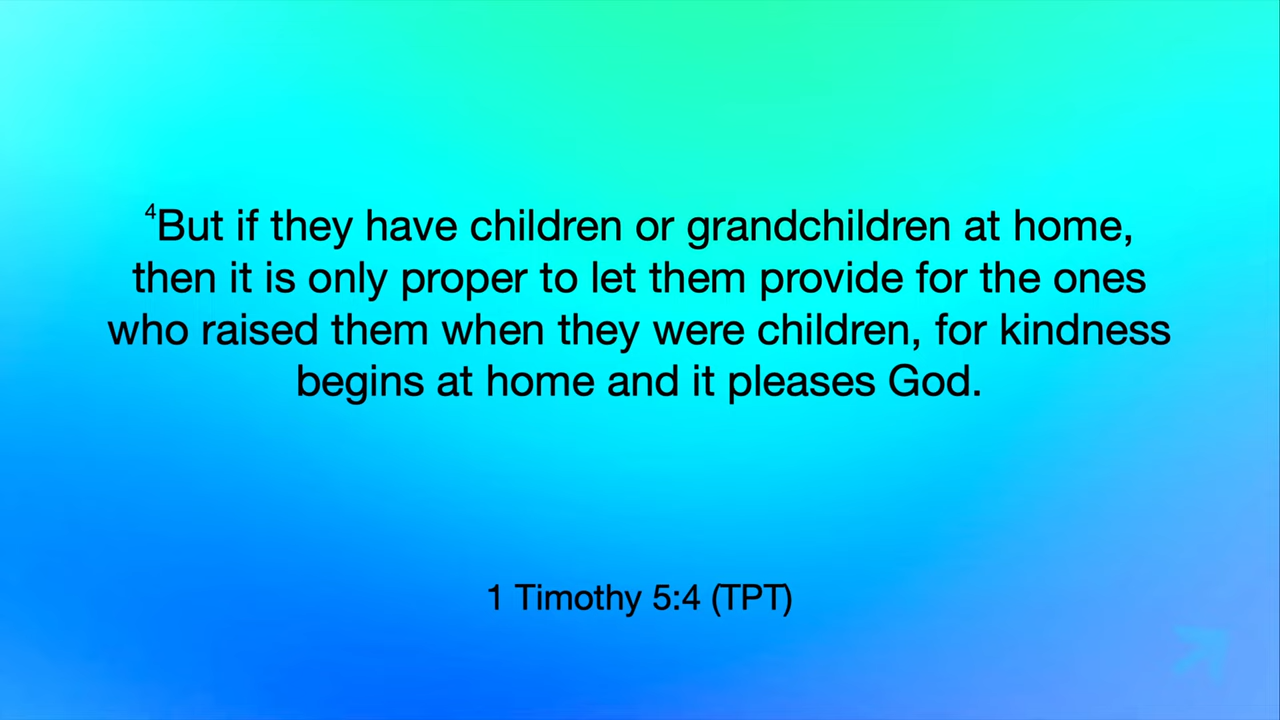 ⁴But if they have children or grandchildren at home,
then it is only proper to let them provide for the ones
who raised them when they were children, for kindness
begins at home and it pleases God.
1 Timothy 5:4 (TPT)